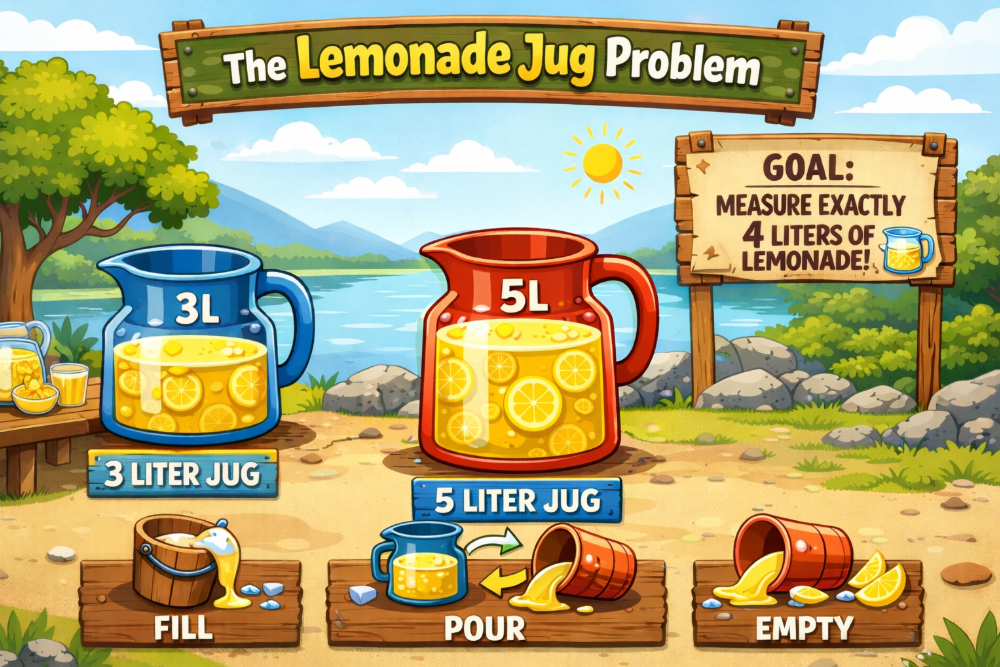 The Lemonade Jug Problem
GOAL:
MEASURE EXACTLY
4 LITERS OF
LEMONADE!
3L
5L
3 LITER JUG
5 LITER JUG
FILL
POUR
EMPTY